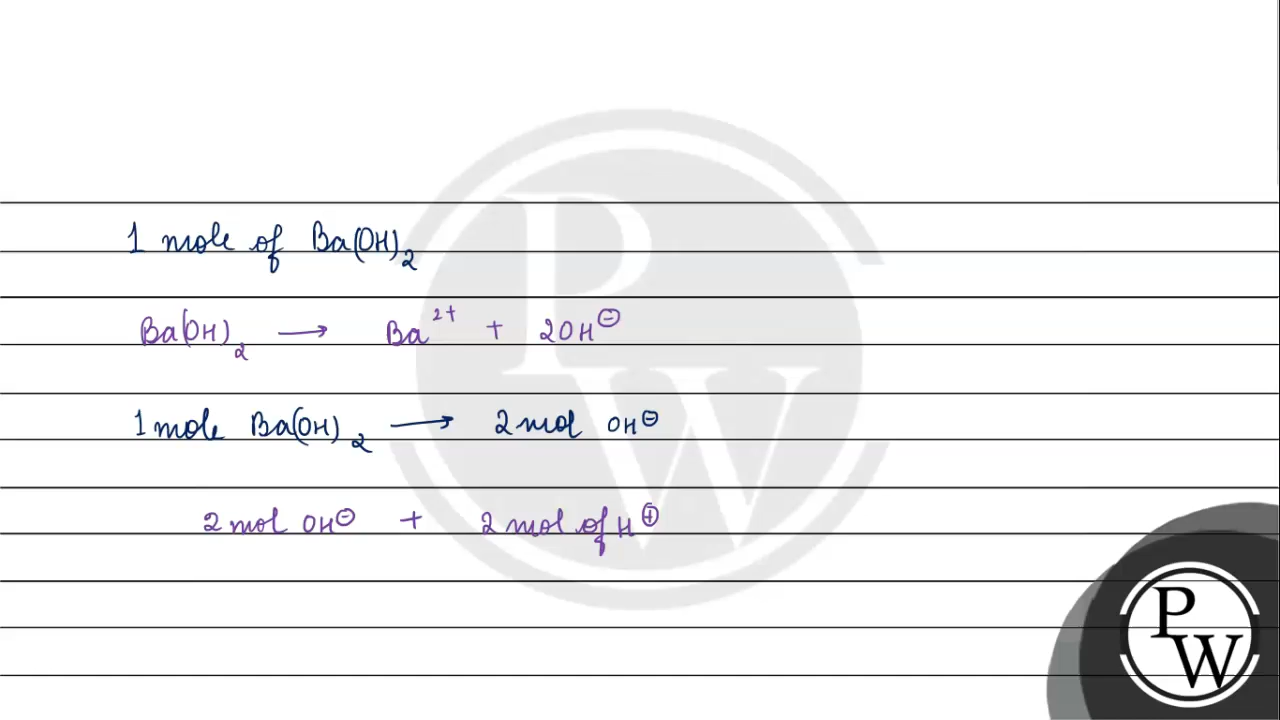 1 mole of Ba(OH)₂
Ba(OH)₂ ⟶ Ba²⁺ + 2OH⊖
1 mole Ba(OH)₂ ⟶ 2 mol OH⊖
2 mol OH⊖ + 2 mol of H⊕
P
W
P
W